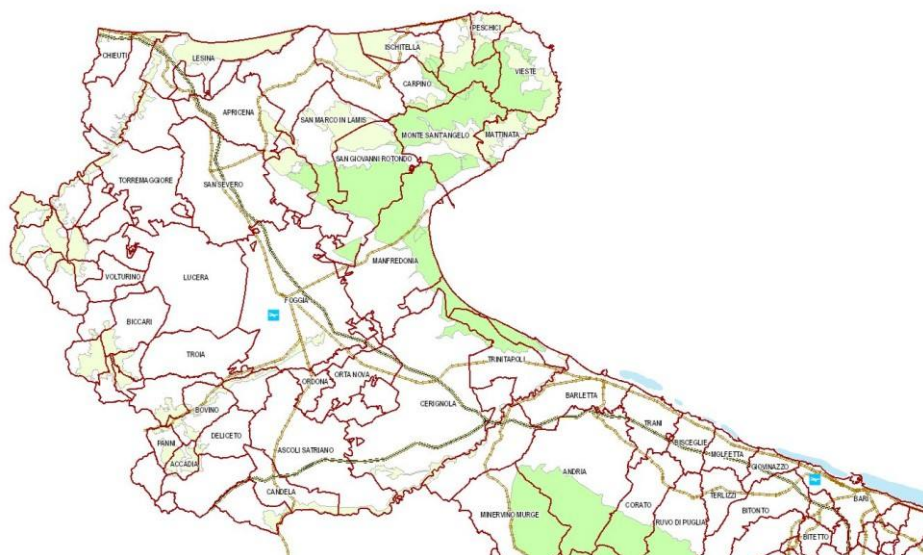 PESCHICI
ISCHITELLA
CHIEUTI
LESINA
VIESTE
CARPINO
APRICENA
SAN MARCO IN LAMIS
MONTE SANT'ANGELO
MATTINATA
SAN GIOVANNI ROTONDO
TORREMAGGIORE
SAN SEVERO
MANFREDONIA
VOLTURINO
LUCERA
FOGGIA
BICCARI
TROIA
TRINITAPOLI
ORTA NOVA
ORDONA
BARLETTA
CERIGNOLA
BOVINO
TRANI
DELICETO
BISCEGLIE
PANNI
MOLFETTA
ASCOLI SATRIANO
ACCADIA
GIOVINAZZO
ANDRIA
CANDELA
TERLIZZI
BARI
CORATO
BITONTO
MINERVINO MURGE
RUVO DI PUGLIA
BITETTO